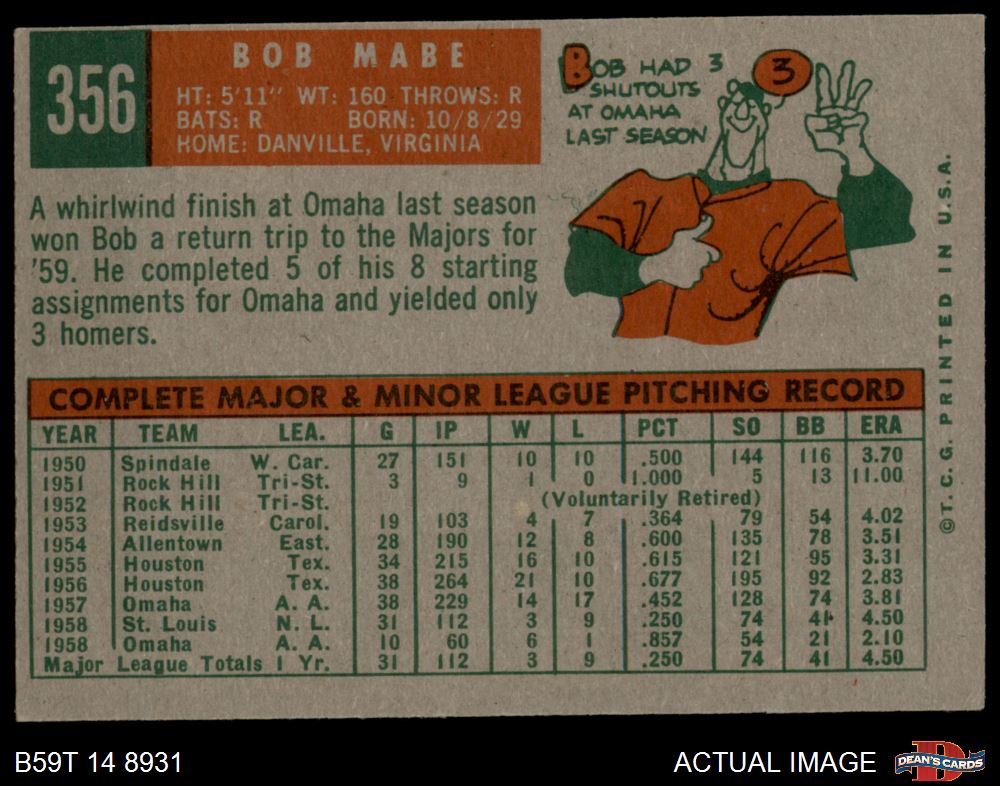 356
BOB MABE
HT: 5'11" WT: 160 THROWS: R
BATS: R BORN: 10/8/29
HOME: DANVILLE, VIRGINIA
BOB HAD 3
SHUTOUTS
AT OMAHA
LAST SEASON
3
A whirlwind finish at Omaha last season
won Bob a return trip to the Majors for
'59. He completed 5 of his 8 starting
assignments for Omaha and yielded only
3 homers.
COMPLETE MAJOR & MINOR LEAGUE PITCHING RECORD
YEAR TEAM LEA. G IP W L PCT SO BB ERA
1950 Spindale W. Car. 27 151 10 10 .500 144 116 3.70
1951 Rock Hill Tri-St. 3 9 1 0 1.000 5 13 11.00
1952 Rock Hill Tri-St. (Voluntarily Retired)
1953 Reidsville Carol. 19 103 4 7 .364 79 54 4.02
1954 Allentown East. 28 190 12 8 .600 135 78 3.51
1955 Houston Tex. 34 215 16 10 .615 121 95 3.31
1956 Houston Tex. 38 264 21 10 .677 195 92 2.83
1957 Omaha A. A. 38 229 14 17 .452 128 74 3.81
1958 St. Louis N. L. 31 112 3 9 .250 74 41 4.50
1958 Omaha A. A. 10 60 6 1 .857 54 21 2.10
Major League Totals 1 Yr. 31 112 3 9 .250 74 41 4.50
©T.C.G. PRINTED IN U.S.A.
B59T 14 8931
ACTUAL IMAGE
D
DEAN'S CARDS